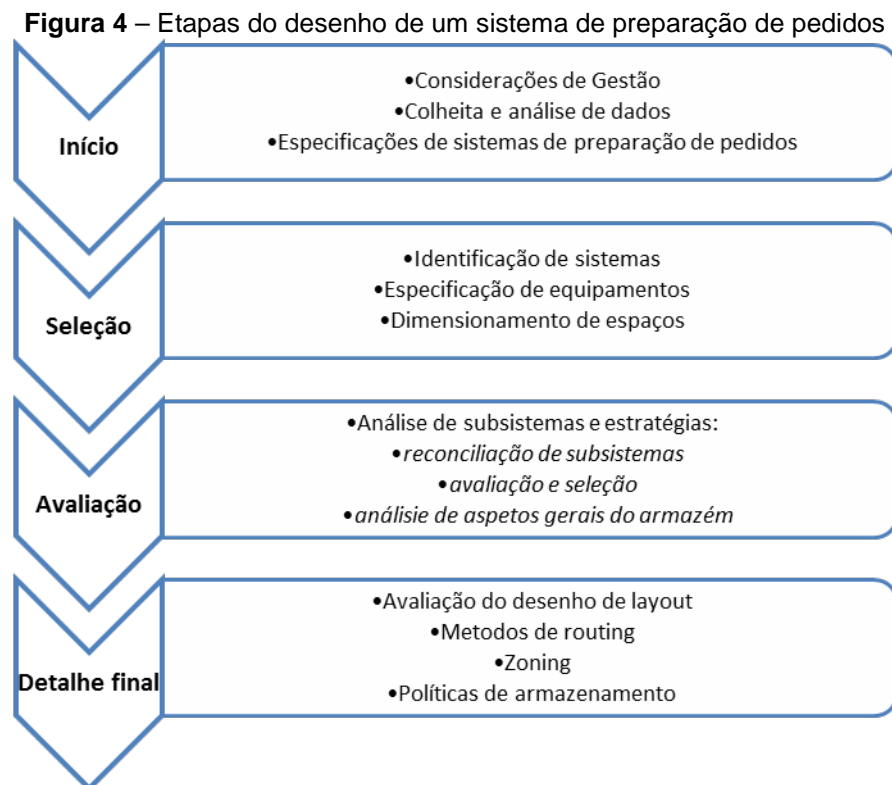 Figura 4 – Etapas do desenho de um sistema de preparação de pedidos
Início
•Considerações de Gestão
•Colheita e análise de dados
•Especificações de sistemas de preparação de pedidos
Seleção
•Identificação de sistemas
•Especificação de equipamentos
•Dimensionamento de espaços
Avaliação
•Análise de subsistemas e estratégias:
•reconciliação de subsistemas
•avaliação e seleção
•análisie de aspetos gerais do armazém
Detalhe final
•Avaliação do desenho de layout
•Metodos de routing
•Zoning
•Políticas de armazenamento